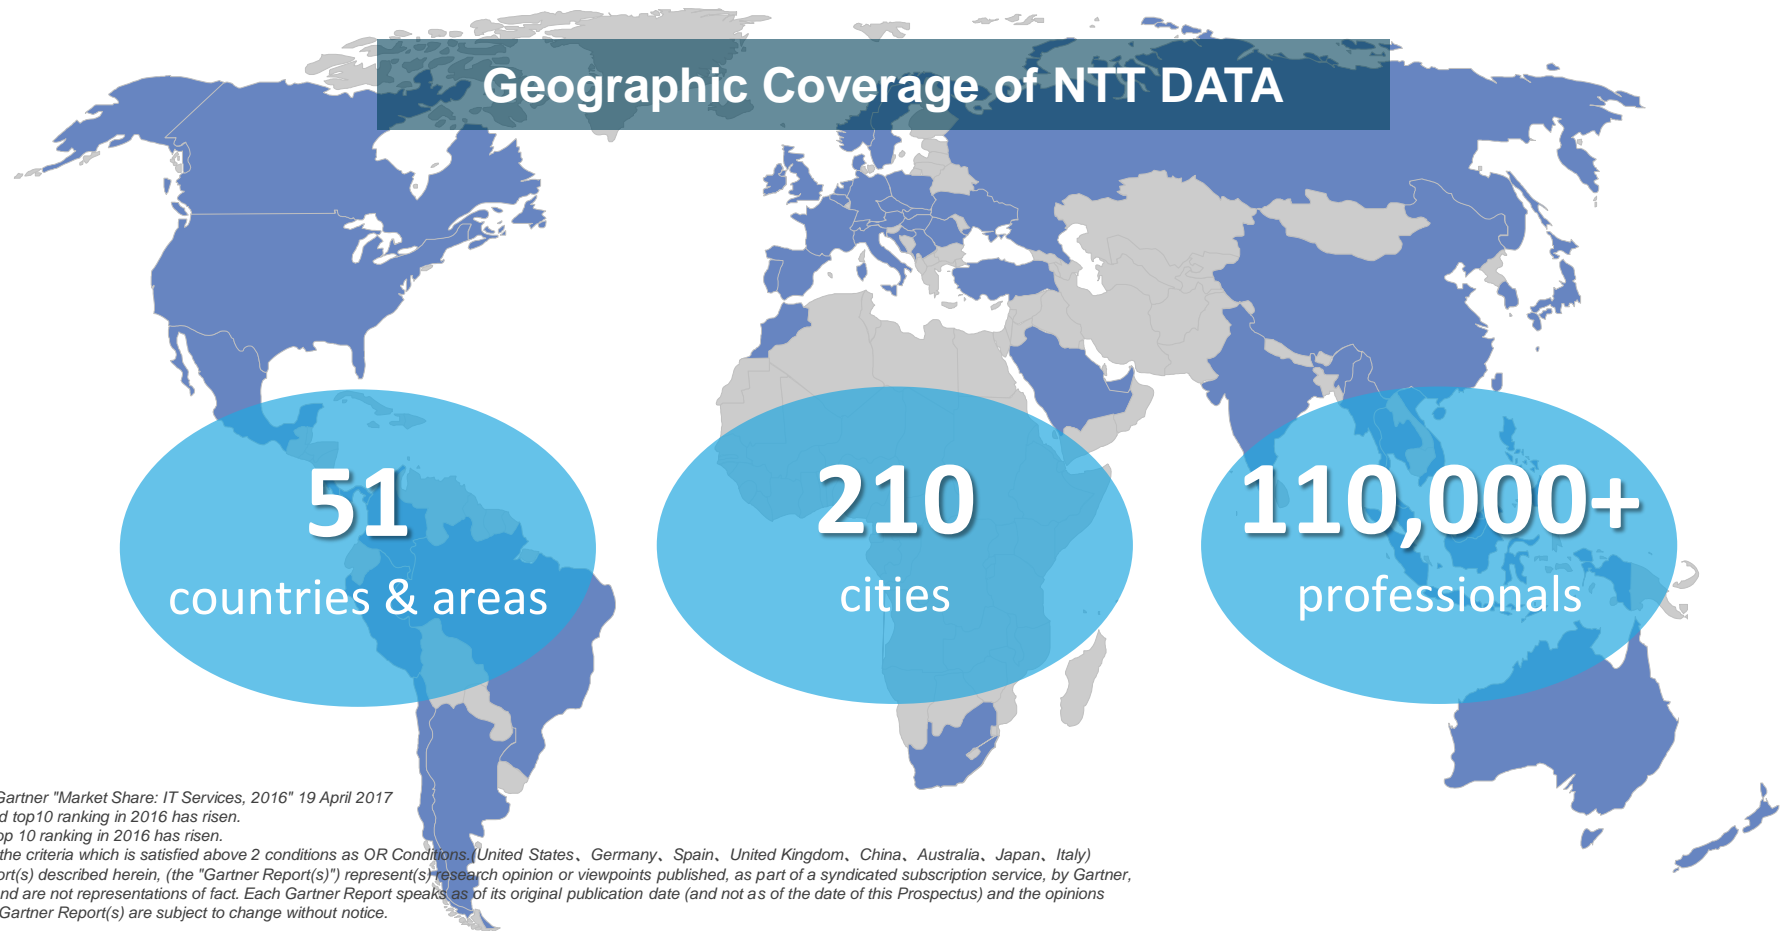 Geographic Coverage of NTT DATA
51
countries & areas
210
cities
110,000+
professionals
Gartner "Market Share: IT Services, 2016" 19 April 2017
top10 ranking in 2016 has risen.
10 ranking in 2016 has risen.
the criteria which is satisfied above 2 conditions as OR Conditions.(United States、Germany、Spain、United Kingdom、China、Australia、Japan、Italy)
described herein, (the "Gartner Report(s)") represent(s) research opinion or viewpoints published, as part of a syndicated subscription service, by Gartner,
and are not representations of fact. Each Gartner Report speaks as of its original publication date (and not as of the date of this Prospectus) and the opinions
Gartner Report(s) are subject to change without notice.